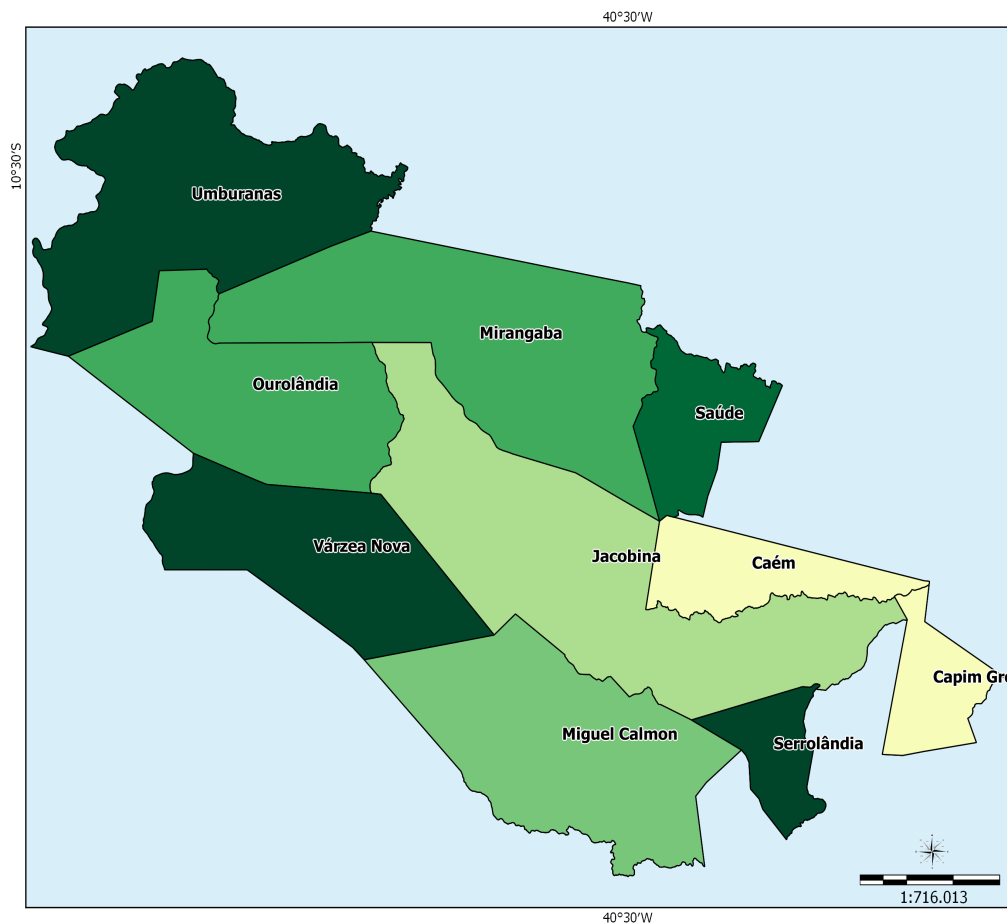 40°30'W
10°30'S
Umburanas
Mirangaba
Ourolândia
Saúde
Várzea Nova
Jacobina
Caém
Capim Gro
Miguel Calmon
Serrolândia
1:716.013
40°30'W